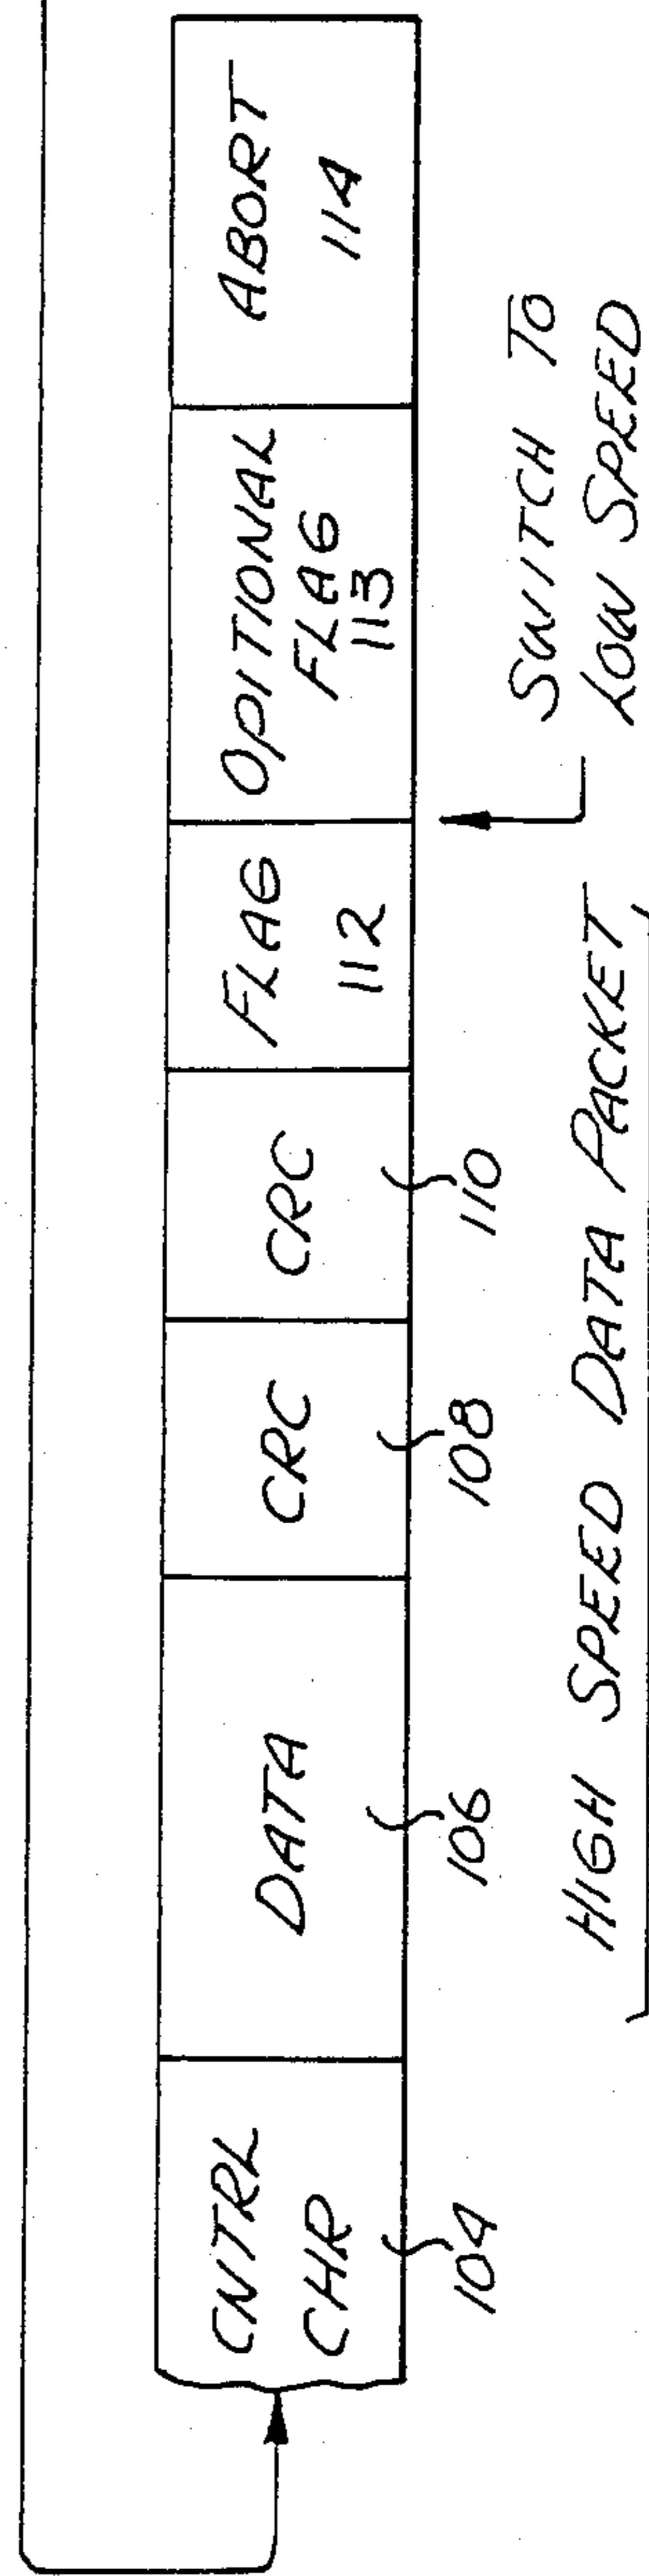 CNTRL
CHR
104
DATA
106
CRC
108
CRC
110
FLAG
112
OPITIONAL
FLAG
113
ABORT
114
SWITCH TO
LOW SPEED
HIGH SPEED DATA PACKET